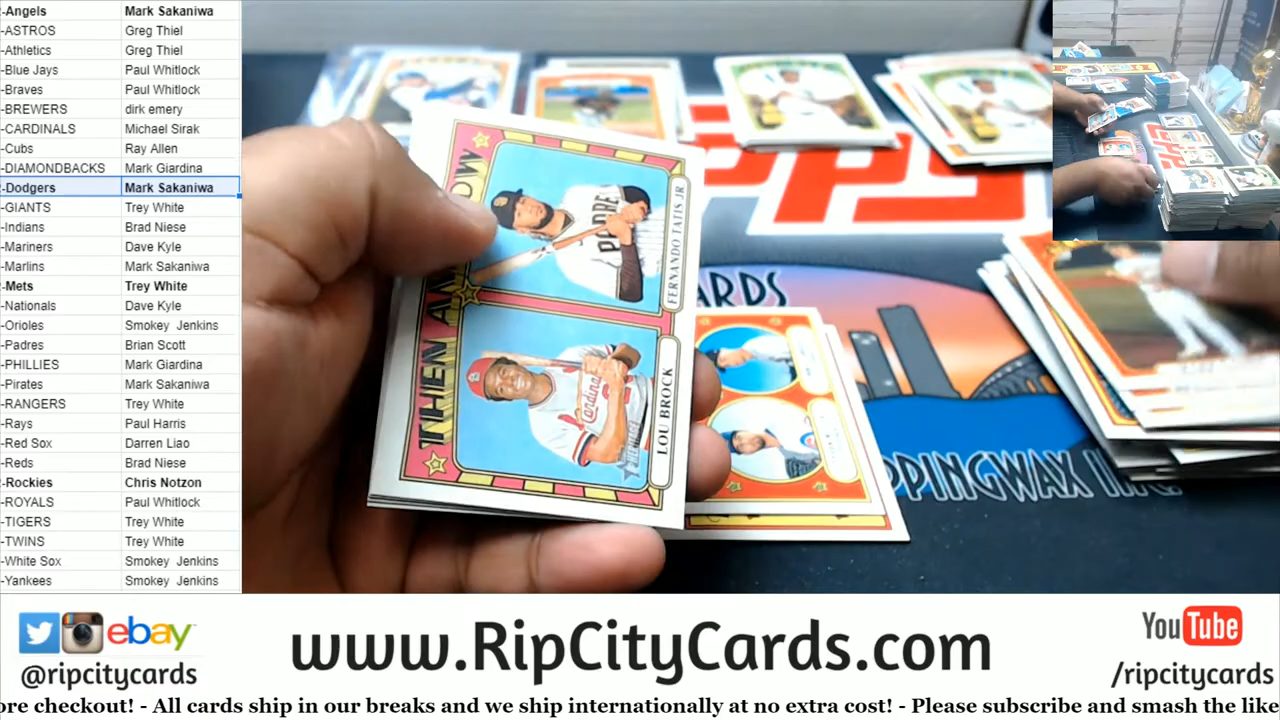 -Angels Mark Sakaniwa
-ASTROS Greg Thiel
-Athletics Greg Thiel
-Blue Jays Paul Whitlock
-Braves Paul Whitlock
-BREWERS dirk emery
-CARDINALS Michael Sirak
-Cubs Ray Allen
-DIAMONDBACKS Mark Giardina
-Dodgers Mark Sakaniwa
-GIANTS Trey White
-Indians Brad Niese
-Mariners Dave Kyle
-Marlins Mark Sakaniwa
-Mets Trey White
-Nationals Dave Kyle
-Orioles Smokey Jenkins
-Padres Brian Scott
-PHILLIES Mark Giardina
-Pirates Mark Sakaniwa
-RANGERS Trey White
-Rays Paul Harris
-Red Sox Darren Liao
-Reds Brad Niese
-Rockies Chris Notzon
-ROYALS Paul Whitlock
-TIGERS Trey White
-TWINS Trey White
-White Sox Smokey Jenkins
-Yankees Smokey Jenkins
THEN
FERNANDO TATIS JR.
PADRE
LOU BROCK
Cardinals
HERITAGE
ARDS
PPINGWAX
ebay
@ripcitycards
www.RipCityCards.com
YouTube
/ripcitycards
ore checkout! - All cards ship in our breaks and we ship internationally at no extra cost! - Please subscribe and smash the like